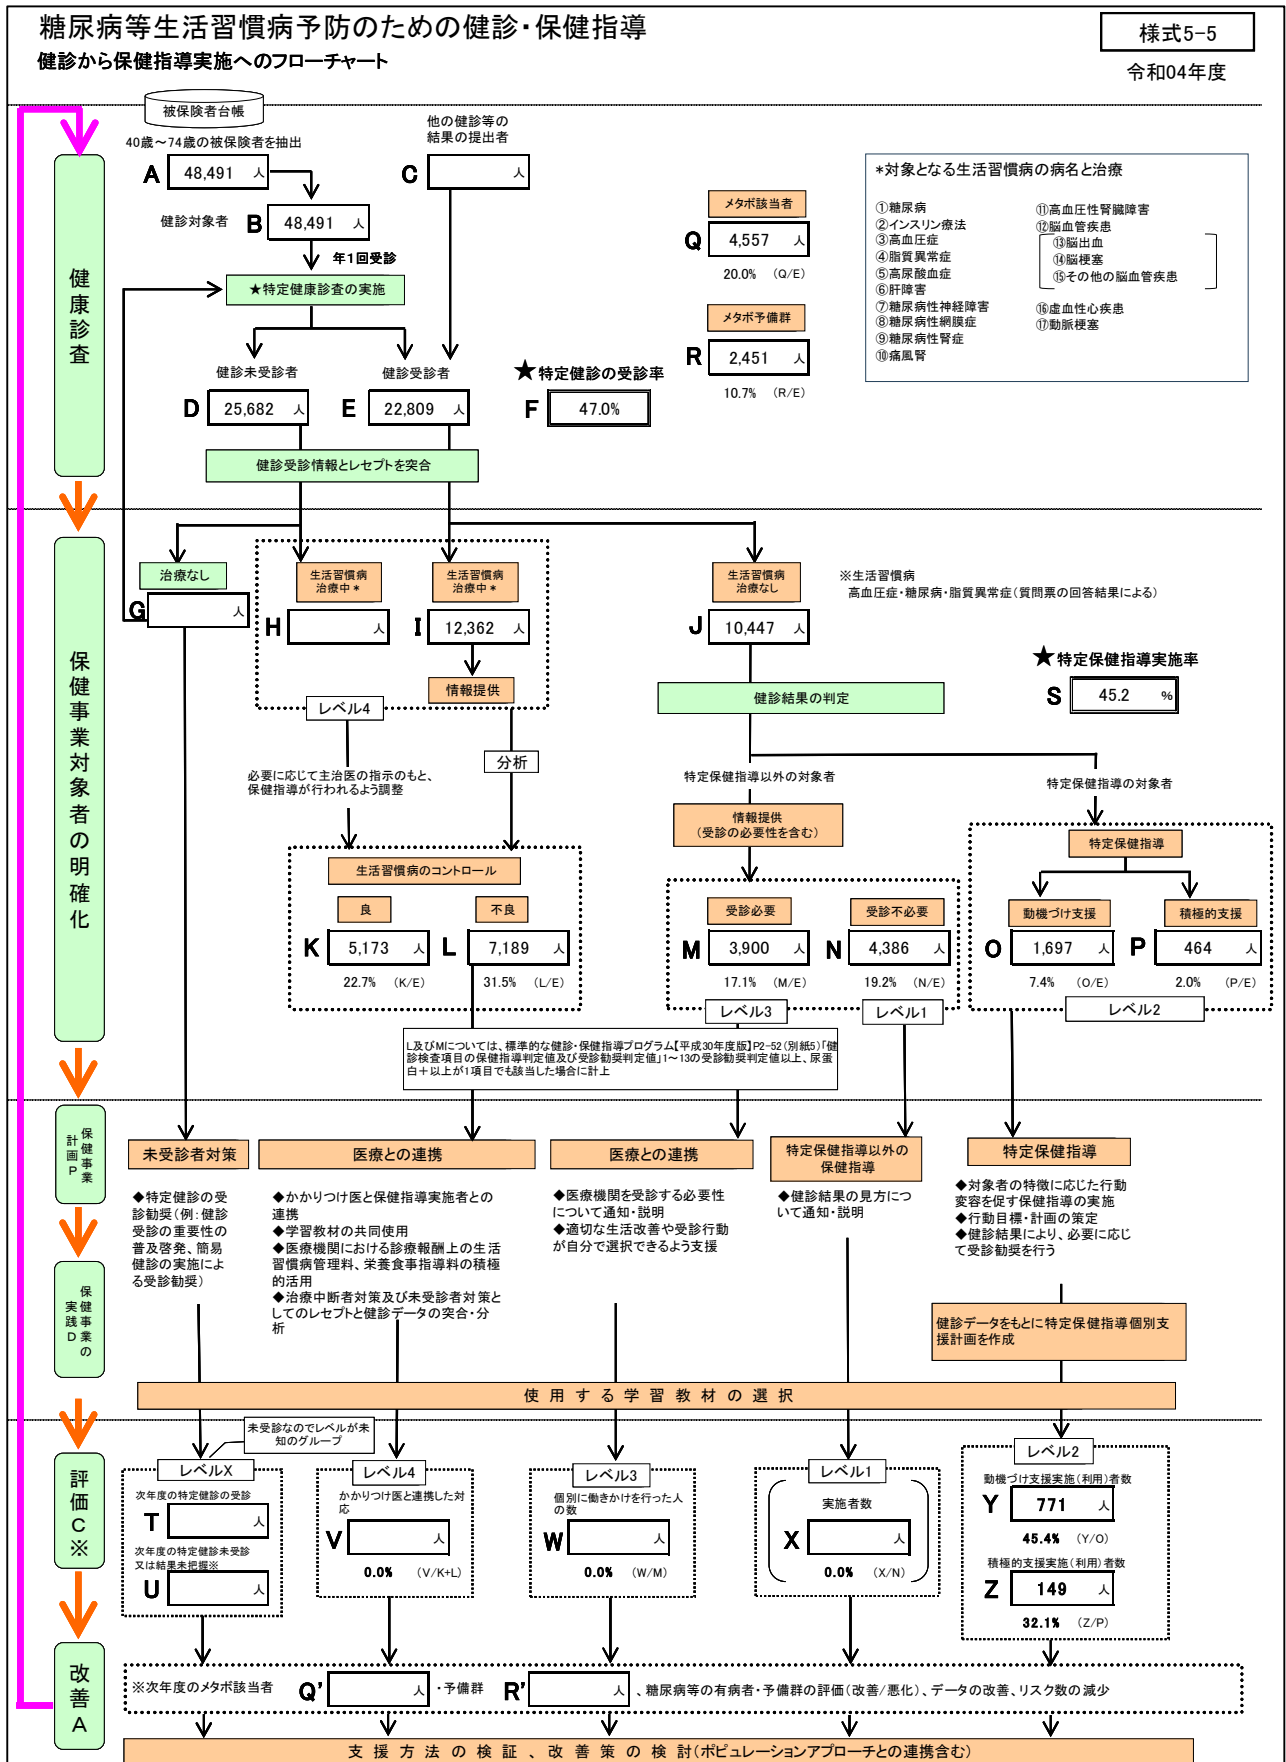 糖尿病等生活習慣病予防のための健診・保健指導
様式5-5
健診から保健指導実施へのフローチャート
令和04年度
健康診査
被保険者台帳
40歳～74歳の被保険者を抽出
A 48,491 人
他の健診等の
結果の提出者
C 人
健診対象者 B 48,491 人
年1回受診
★特定健康診査の実施
健診未受診者
D 25,682 人
健診受診者
E 22,809 人
★特定健診の受診率
F 47.0%
メタボ該当者
Q 4,557 人
20.0% (Q/E)
メタボ予備群
R 2,451 人
10.7% (R/E)
*対象となる生活習慣病の病名と治療
①糖尿病
②インスリン療法
③高血圧症
④脂質異常症
⑤高尿酸血症
⑥肝障害
⑦糖尿病性神経障害
⑧糖尿病性網膜症
⑨糖尿病性腎症
⑩痛風腎
⑪高血圧性腎臓障害
⑫脳血管疾患
⑬脳出血
⑭脳梗塞
⑮その他の脳血管疾患
⑯虚血性心疾患
⑰動脈梗塞
健診受診情報とレセプトを突合
保健事業対象者の明確化
治療なし
G 人
生活習慣病
治療中*
H 人
生活習慣病
治療中*
I 12,362 人
情報提供
レベル4
生活習慣病
治療なし
J 10,447 人
※生活習慣病
高血圧症・糖尿病・脂質異常症(質問票の回答結果による)
★特定保健指導実施率
S 45.2 %
健診結果の判定
分析
必要に応じて主治医の指示のもと、
保健指導が行われるよう調整
特定保健指導以外の対象者
特定保健指導の対象者
情報提供
(受診の必要性を含む)
特定保健指導
生活習慣病のコントロール
良
K 5,173 人
22.7% (K/E)
不良
L 7,189 人
31.5% (L/E)
受診必要
M 3,900 人
17.1% (M/E)
レベル3
受診不必要
N 4,386 人
19.2% (N/E)
レベル1
動機づけ支援
O 1,697 人
7.4% (O/E)
積極的支援
P 464 人
2.0% (P/E)
レベル2
L及びMについては、標準的な健診・保健指導プログラム【平成30年度版】P2-52(別紙5)「健
診検査項目の保健指導判定値及び受診勧奨判定値」1～13の受診勧奨判定値以上、尿蛋
白＋以上が1項目でも該当した場合に計上
保健事業
計画P
未受診者対策
◆特定健診の受
診勧奨(例:健診
受診の重要性の
普及啓発、簡易
健診の実施によ
る受診勧奨)
医療との連携
◆かかりつけ医と保健指導実施者との
連携
◆学習教材の共同使用
◆医療機関における診療報酬上の生活
習慣病管理料、栄養食事指導料の積極
的活用
◆治療中断者対策及び未受診者対策と
してのレセプトと健診データの突合・分
析
医療との連携
◆医療機関を受診する必要性
について通知・説明
◆適切な生活改善や受診行動
が自分で選択できるよう支援
特定保健指導以外の
保健指導
◆健診結果の見方につ
いて通知・説明
特定保健指導
◆対象者の特徴に応じた行動
変容を促す保健指導の実施
◆行動目標・計画の策定
◆健診結果により、必要に応じ
て受診勧奨を行う
保健事業の
実践D
健診データをもとに特定保健指導個別支
援計画を作成
使用する学習教材の選択
評価C※
未受診なのでレベルが未
知のグループ
レベルX
次年度の特定健診の受診
T 人
次年度の特定健診未受診
又は結果未把握※
U 人
レベル4
かかりつけ医と連携した対
応
V 人
0.0% (V/K+L)
レベル3
個別に働きかけを行った人
の数
W 人
0.0% (W/M)
レベル1
実施者数
X 人
0.0% (X/N)
レベル2
動機づけ支援実施(利用)者数
Y 771 人
45.4% (Y/O)
積極的支援実施(利用)者数
Z 149 人
32.1% (Z/P)
改善A
※次年度のメタボ該当者 Q' 人 ・予備群 R' 人 、糖尿病等の有病者・予備群の評価(改善/悪化)、データの改善、リスク数の減少
支援方法の検証、改善策の検討(ポピュレーションアプローチとの連携含む)